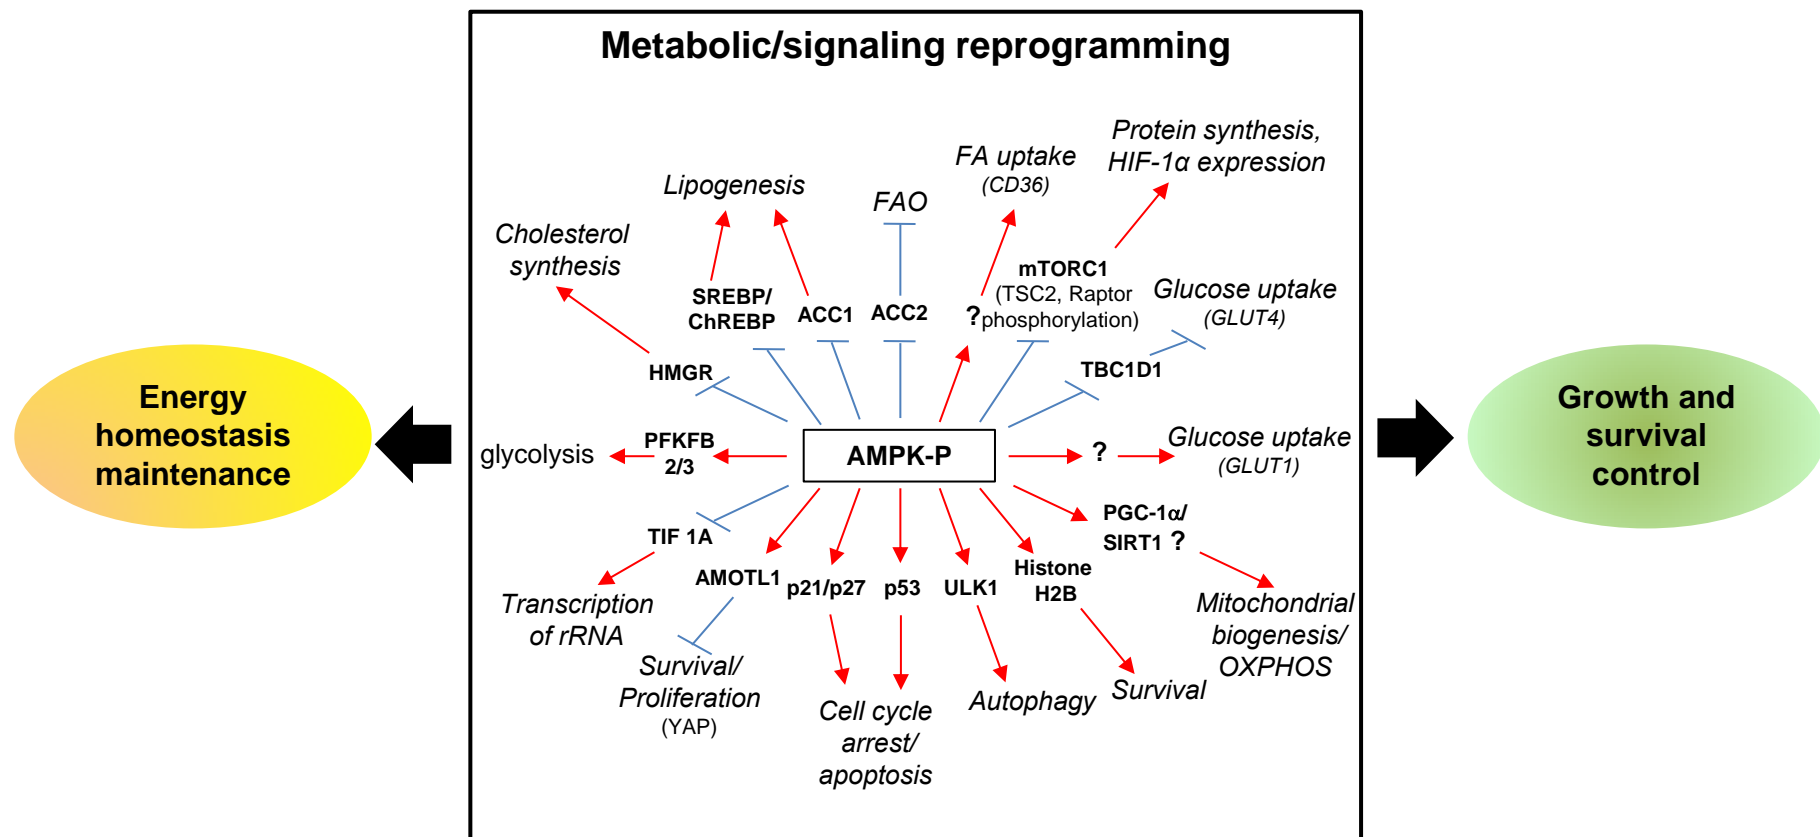 Metabolic/signaling reprogramming
Protein synthesis,
HIF-1α expression
FA uptake
(CD36)
Lipogenesis
FAO
Cholesterol
synthesis
mTORC1
(TSC2, Raptor
phosphorylation)
?
Glucose uptake
(GLUT4)
SREBP/
ChREBP
ACC1
ACC2
HMGR
TBC1D1
Energy
homeostasis
maintenance
Growth and
survival
control
glycolysis
PFKFB
2/3
AMPK-P
?
Glucose uptake
(GLUT1)
TIF 1A
PGC-1α/
SIRT1 ?
AMOTL1
p21/p27
p53
ULK1
Histone
H2B
Transcription
of rRNA
Mitochondrial
biogenesis/
OXPHOS
Survival/
Proliferation
(YAP)
Cell cycle
arrest/
apoptosis
Autophagy
Survival